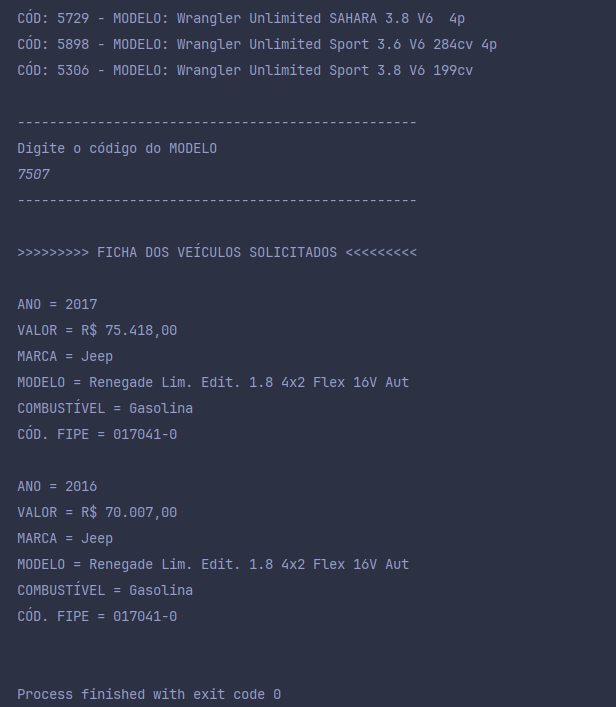 CÓD: 5729 - MODELO: Wrangler Unlimited SAHARA 3.8 V6  4p
CÓD: 5898 - MODELO: Wrangler Unlimited Sport 3.6 V6 284cv 4p
CÓD: 5306 - MODELO: Wrangler Unlimited Sport 3.8 V6 199cv
--------------------------------------------------
Digite o código do MODELO
7507
--------------------------------------------------
>>>>>>>>> FICHA DOS VEÍCULOS SOLICITADOS <<<<<<<<<
ANO = 2017
VALOR = R$ 75.418,00
MARCA = Jeep
MODELO = Renegade Lim. Edit. 1.8 4x2 Flex 16V Aut
COMBUSTÍVEL = Gasolina
CÓD. FIPE = 017041-0
ANO = 2016
VALOR = R$ 70.007,00
MARCA = Jeep
MODELO = Renegade Lim. Edit. 1.8 4x2 Flex 16V Aut
COMBUSTÍVEL = Gasolina
CÓD. FIPE = 017041-0
Process finished with exit code 0